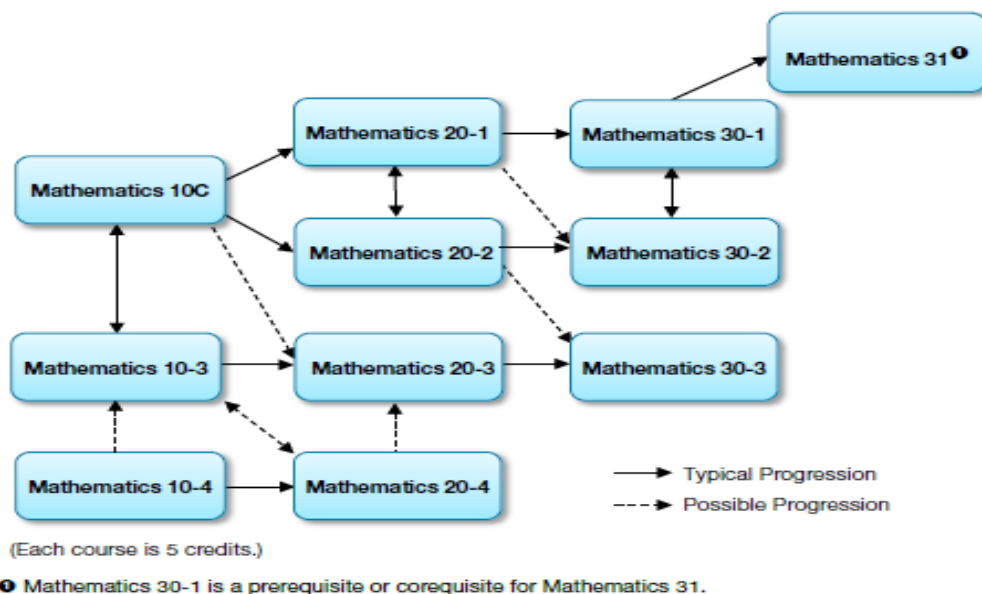 Mathematics 31❶
Mathematics 20-1
Mathematics 30-1
Mathematics 10C
Mathematics 20-2
Mathematics 30-2
Mathematics 10-3
Mathematics 20-3
Mathematics 30-3
Mathematics 10-4
Mathematics 20-4
Typical Progression
Possible Progression
(Each course is 5 credits.)
❶ Mathematics 30-1 is a prerequisite or corequisite for Mathematics 31.